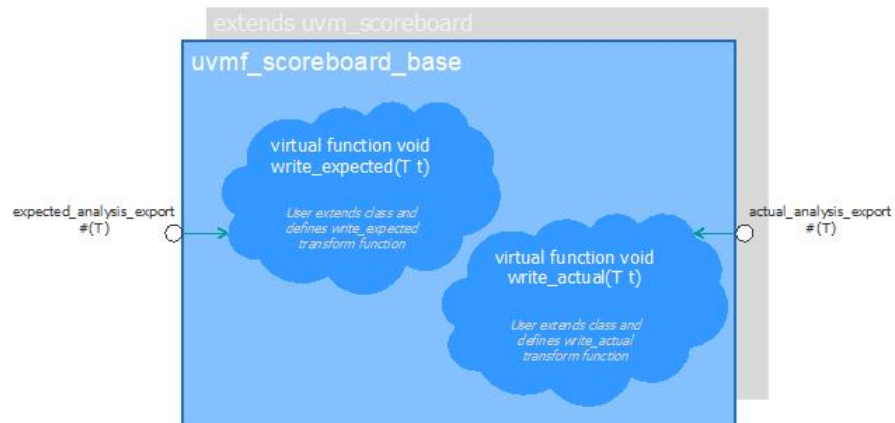 extends uvm_scoreboard
uvmf_scoreboard_base
virtual function void
write_expected(T t)
User extends class and
defines write_expected
transform function
expected_analysis_export
#(T)
actual_analysis_export
#(T)
virtual function void
write_actual(T t)
User extends class and
defines write_actual
transform function